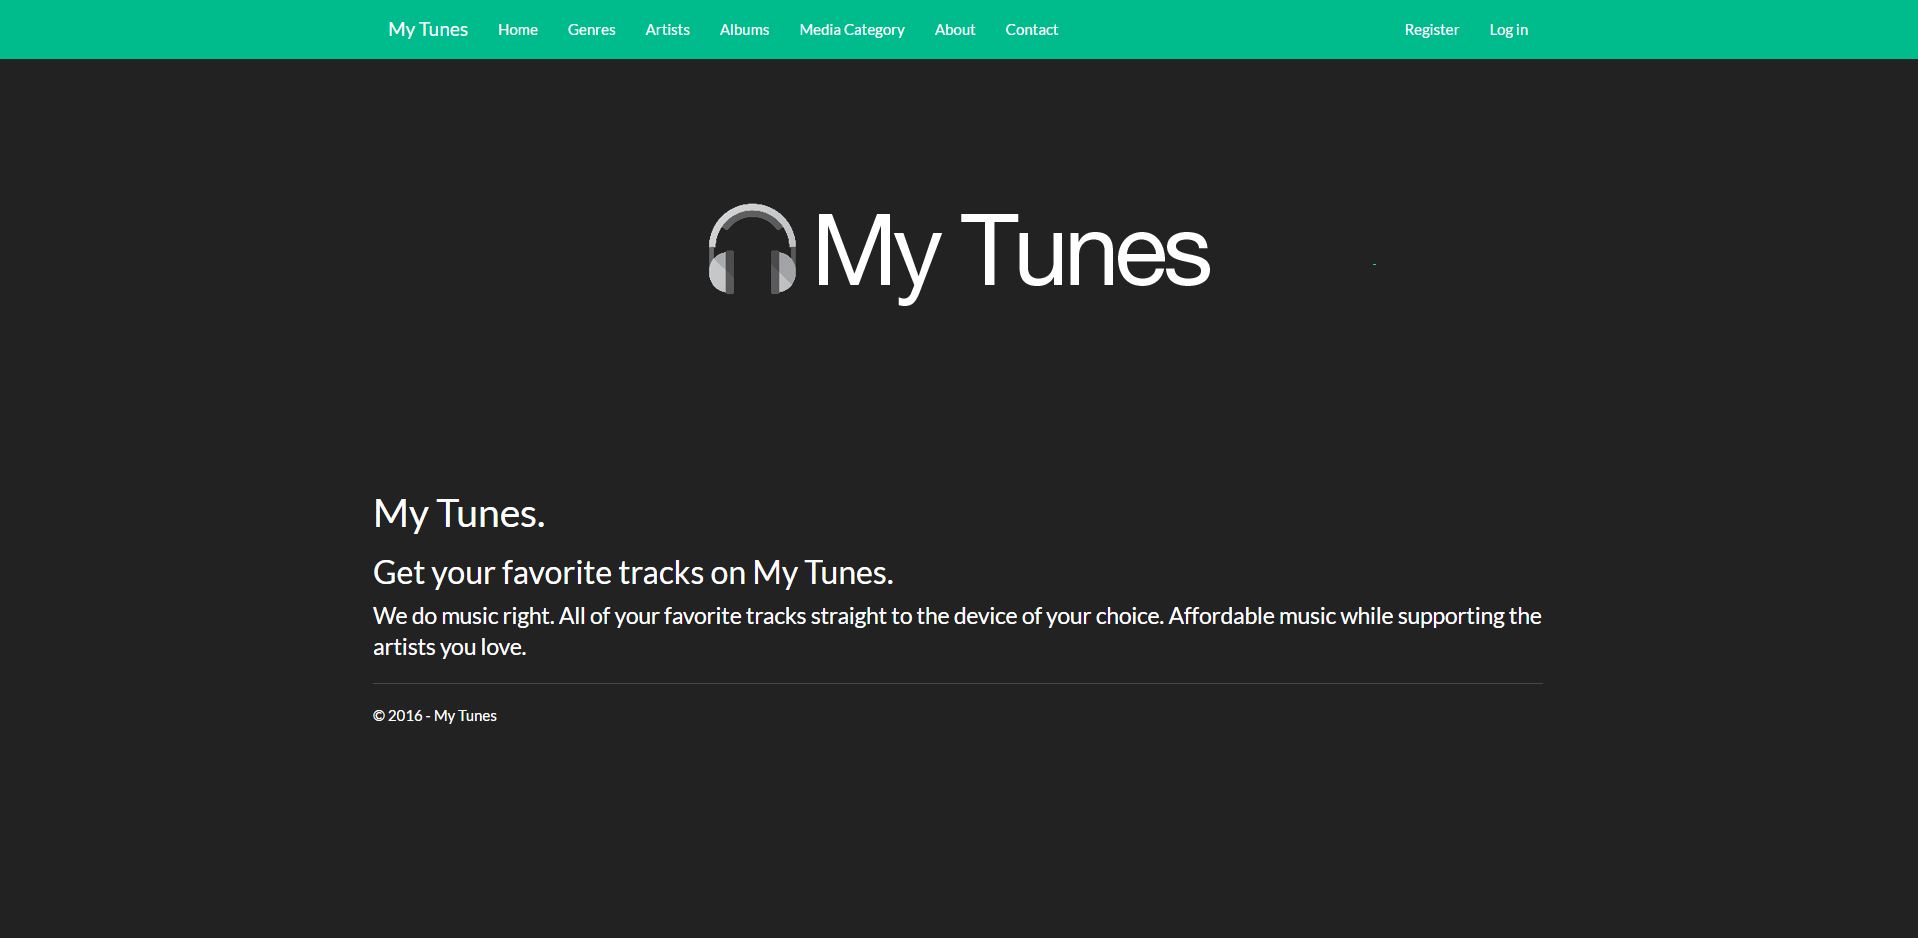 My Tunes Home Genres Artists Albums Media Category About Contact Register Log in
My Tunes
My Tunes.
Get your favorite tracks on My Tunes.
We do music right. All of your favorite tracks straight to the device of your choice. Affordable music while supporting the
artists you love.
© 2016 - My Tunes